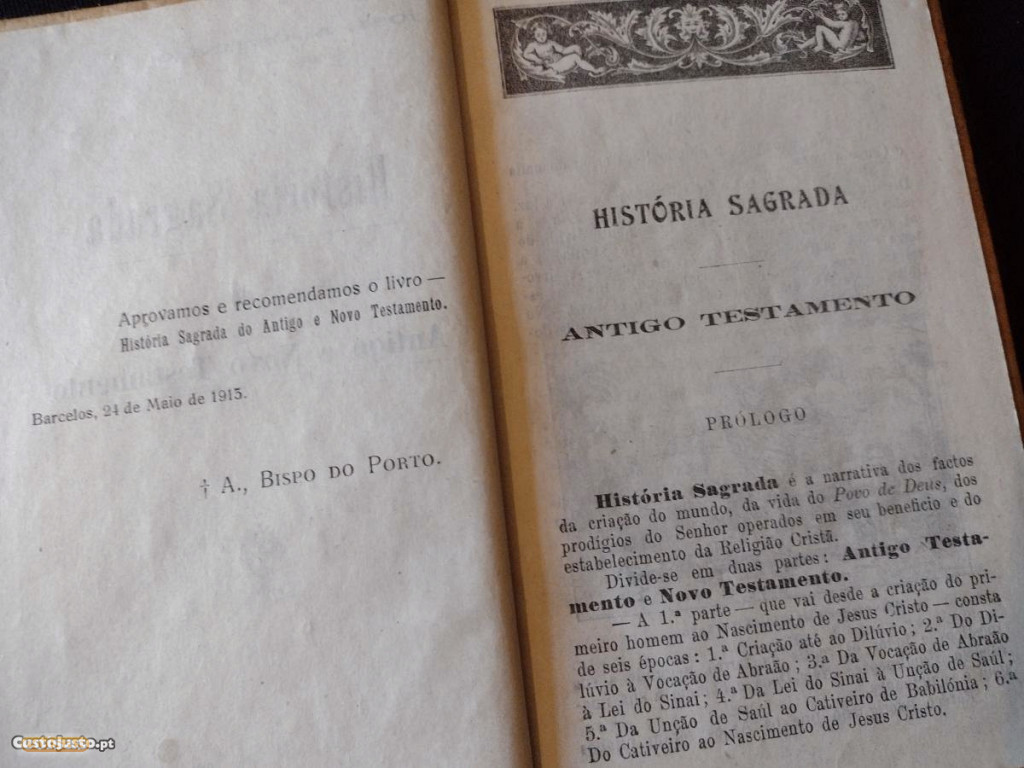 Aprovamos e recomendamos o livro —
História Sagrada do Antigo e Novo Testamento.
Barcelos, 24 de Maio de 1915.
† A., Bispo do Porto.
HISTÓRIA SAGRADA
ANTIGO TESTAMENTO
PRÓLOGO
História Sagrada é a narrativa dos factos
da criação do mundo, da vida do Povo de Deus, dos
prodígios do Senhor operados em seu beneficio e do
estabelecimento da Religião Cristã.
Divide-se em duas partes: Antigo Testa-
mento e Novo Testamento.
— A 1.ª parte — que vai desde a criação do pri-
meiro homem ao Nascimento de Jesus Cristo — consta
de seis épocas: 1.ª Criação até ao Dilúvio; 2.ª Do Di-
lúvio à Vocação de Abraão; 3.ª Da Vocação de Abraão
à Lei do Sinai; 4.ª Da Lei do Sinai à Unção de Saúl;
5.ª Da Unção de Saúl ao Cativeiro de Babilónia; 6.ª
Do Cativeiro ao Nascimento de Jesus Cristo.
Custojusto.pt